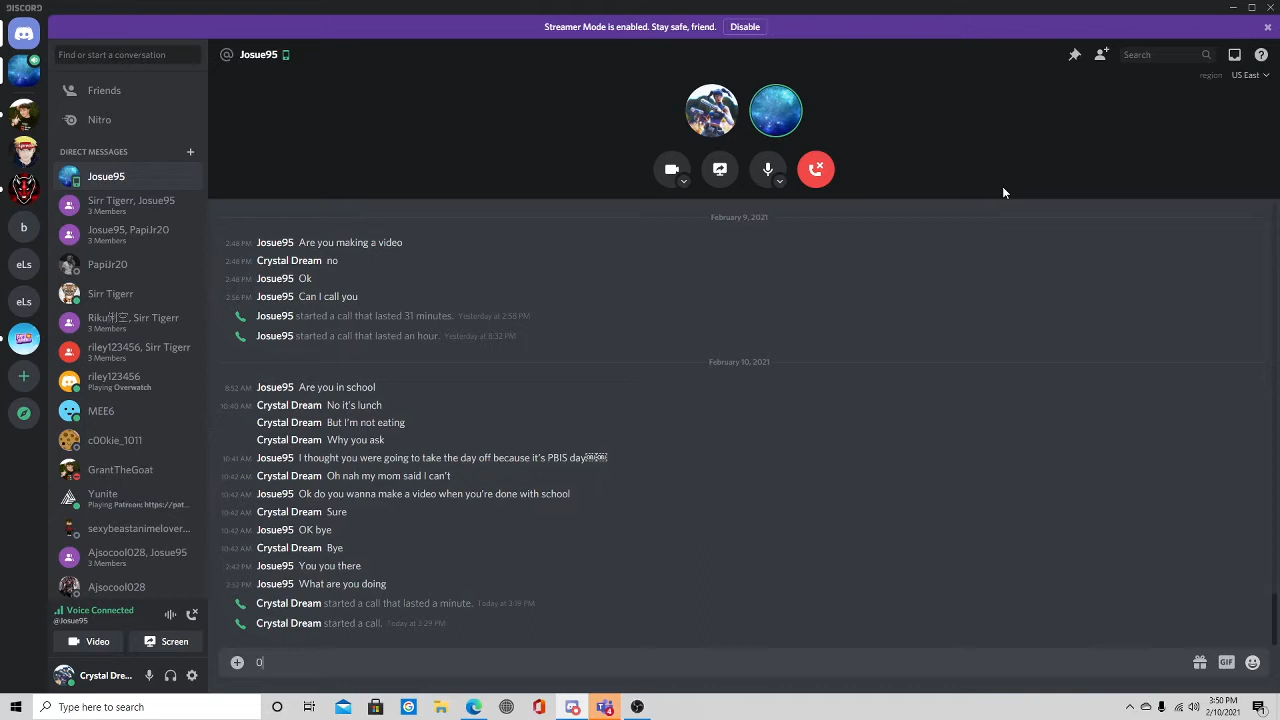 DISCORD
Streamer Mode is enabled. Stay safe, friend. Disable
Find or start a conversation
Friends
Nitro
DIRECT MESSAGES
Josue95
Sirr Tigerr, Josue95
3 Members
Josue95, PapiJr20
3 Members
PapiJr20
Sirr Tigerr
Sirr Tigerr
3 Members
riley123456, Sirr Tigerr
3 Members
riley123456
Playing Overwatch
MEE6
c00kie_1011
GrantTheGoat
Yunite
Playing Patreon: https://pat...
sexybeastanimelover...
Ajsocool028, Josue95
3 Members
Ajsocool028
Voice Connected
@Josue95
Video Screen
Crystal Dre...
@ Josue95
Search
region US East
b
eLs
eLs
February 9, 2021
2:48 PM Josue95 Are you making a video
2:48 PM Crystal Dream no
2:48 PM Josue95 Ok
2:56 PM Josue95 Can I call you
Josue95 started a call that lasted 31 minutes. Yesterday at 2:58 PM
Josue95 started a call that lasted an hour. Yesterday at 8:32 PM
February 10, 2021
8:52 AM Josue95 Are you in school
10:40 AM Crystal Dream No it's lunch
Crystal Dream But I'm not eating
Crystal Dream Why you ask
10:41 AM Josue95 I thought you were going to take the day off because it's PBIS day
10:42 AM Crystal Dream Oh nah my mom said I can't
10:42 AM Josue95 Ok do you wanna make a video when you're done with school
10:42 AM Crystal Dream Sure
10:42 AM Josue95 OK bye
10:42 AM Crystal Dream Bye
2:42 PM Josue95 You you there
2:52 PM Josue95 What are you doing
Crystal Dream started a call that lasted a minute. Today at 3:19 PM
Crystal Dream started a call. Today at 3:29 PM
0
GIF
Type here to search
3:50 PM
2/10/2021